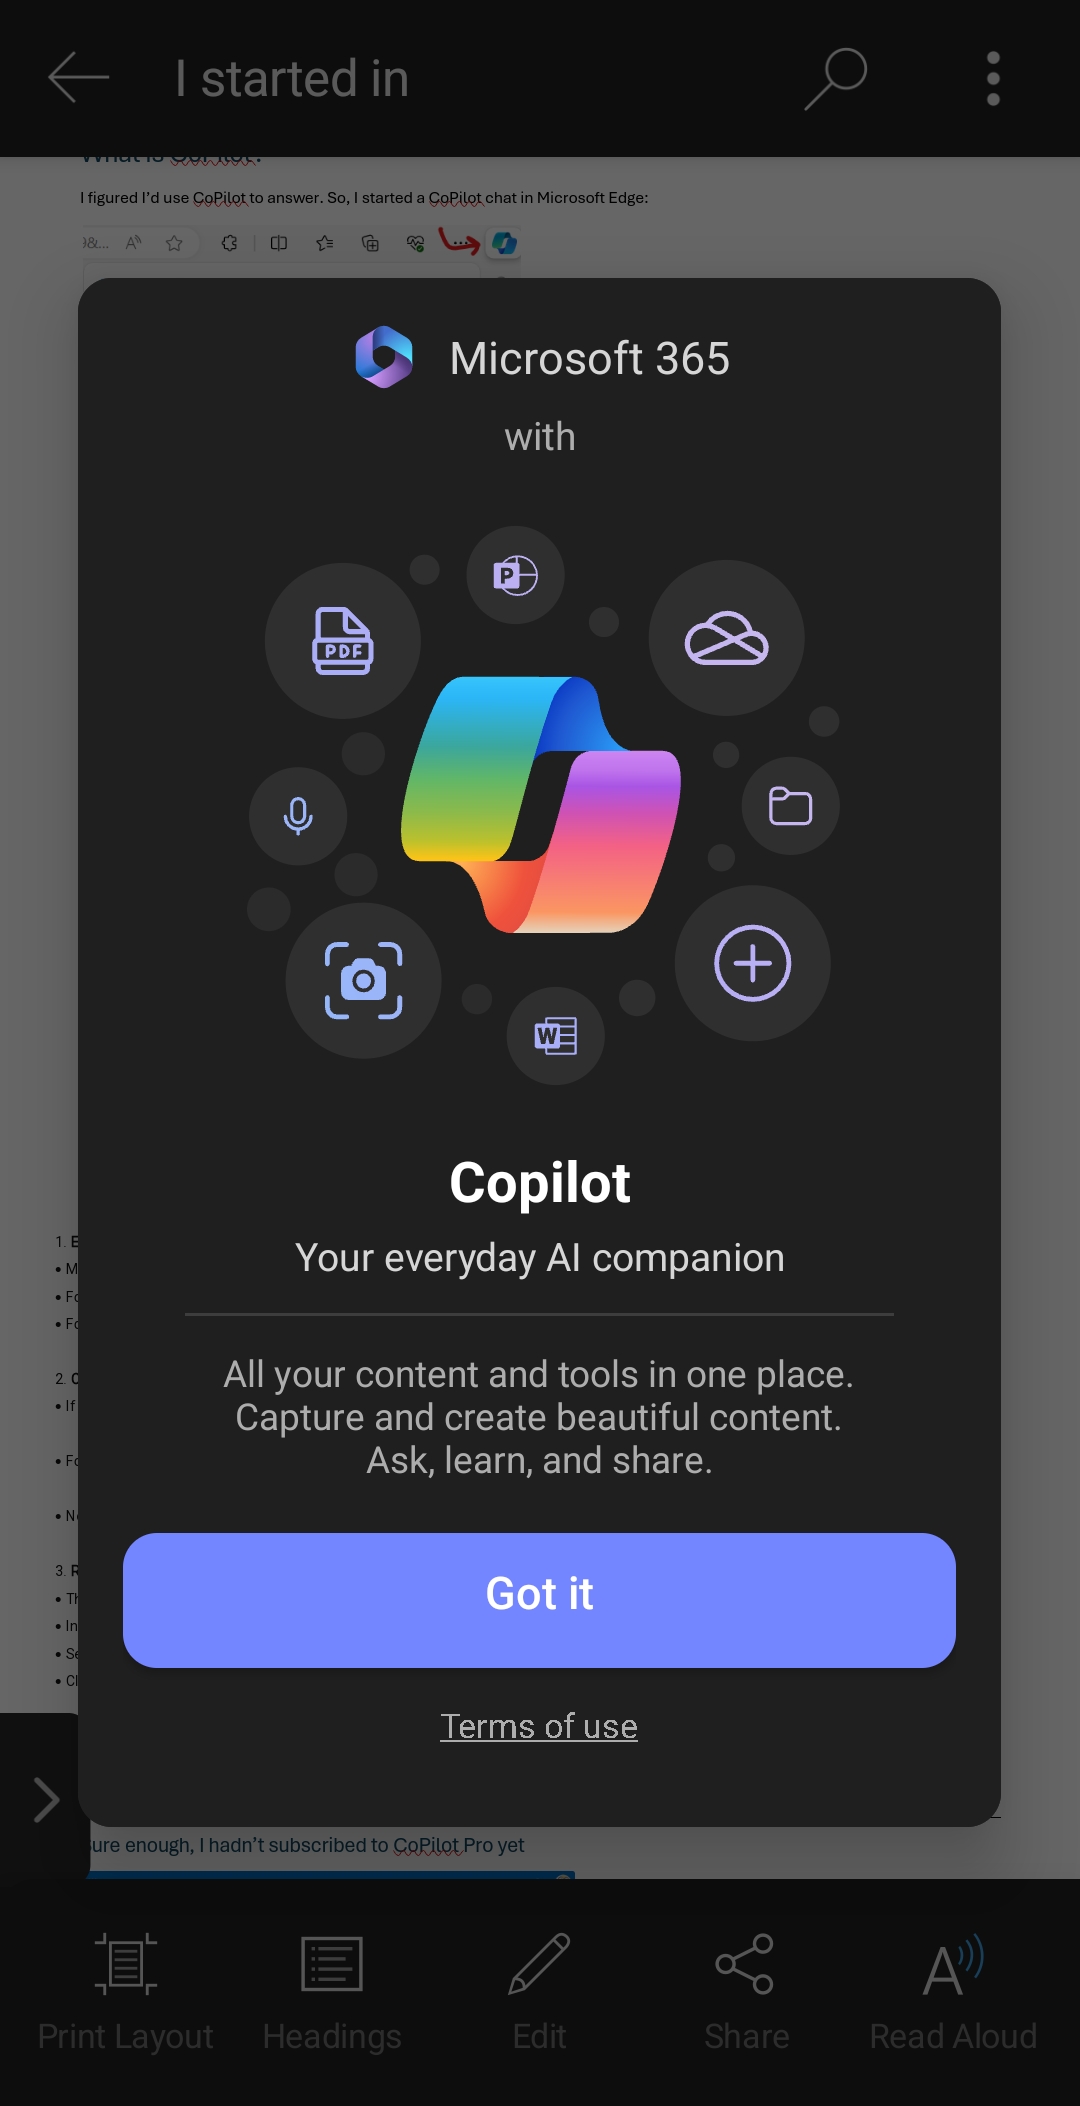 I started in
What is CoPilot?
I figured I'd use CoPilot to answer. So, I started a CoPilot chat in Microsoft Edge:
Microsoft 365
with
P
PDF
W
Copilot
Your everyday AI companion
All your content and tools in one place.
Capture and create beautiful content.
Ask, learn, and share.
Got it
Terms of use
1.
2.
• If
3.
• In
ure enough, I hadn't subscribed to CoPilot Pro yet
Print Layout Headings Edit Share Read Aloud